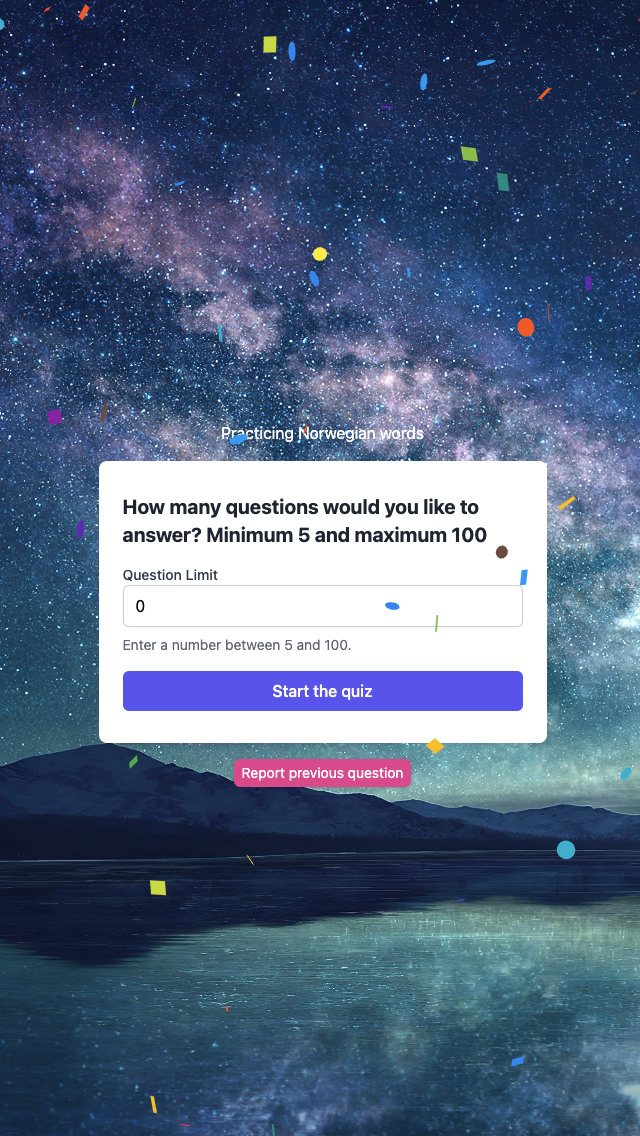 Practicing Norwegian words
How many questions would you like to
answer? Minimum 5 and maximum 100
Question Limit
0
Enter a number between 5 and 100.
Start the quiz
Report previous question